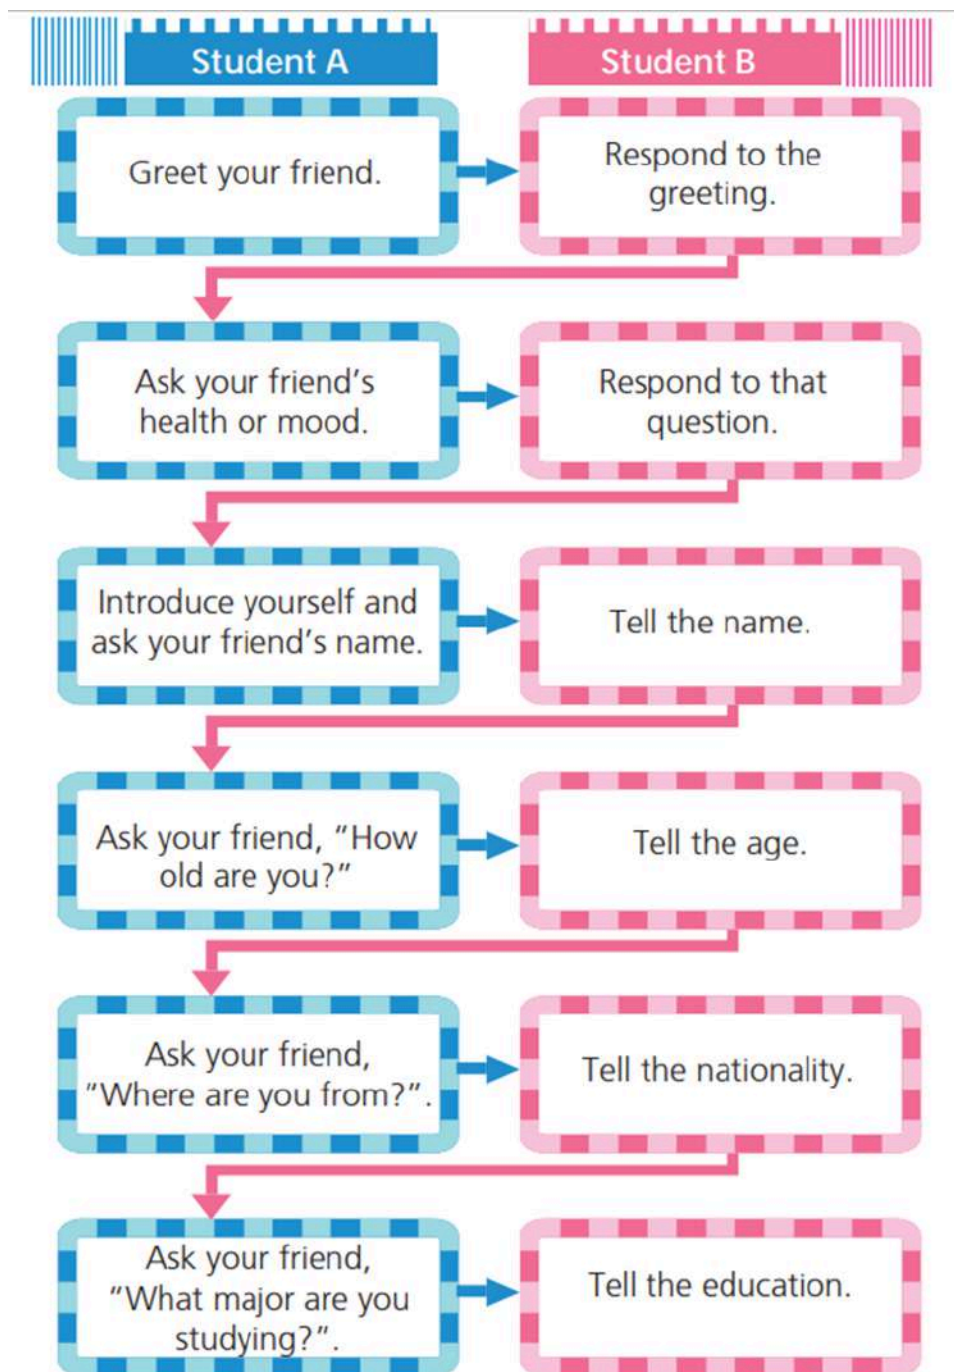 Student A
Student B
Greet your friend.
Respond to the
greeting.
Ask your friend's
health or mood.
Respond to that
question.
Introduce yourself and
ask your friend's name.
Tell the name.
Ask your friend, "How
old are you?"
Tell the age.
Ask your friend,
"Where are you from?".
Tell the nationality.
Ask your friend,
"What major are you
studying?".
Tell the education.